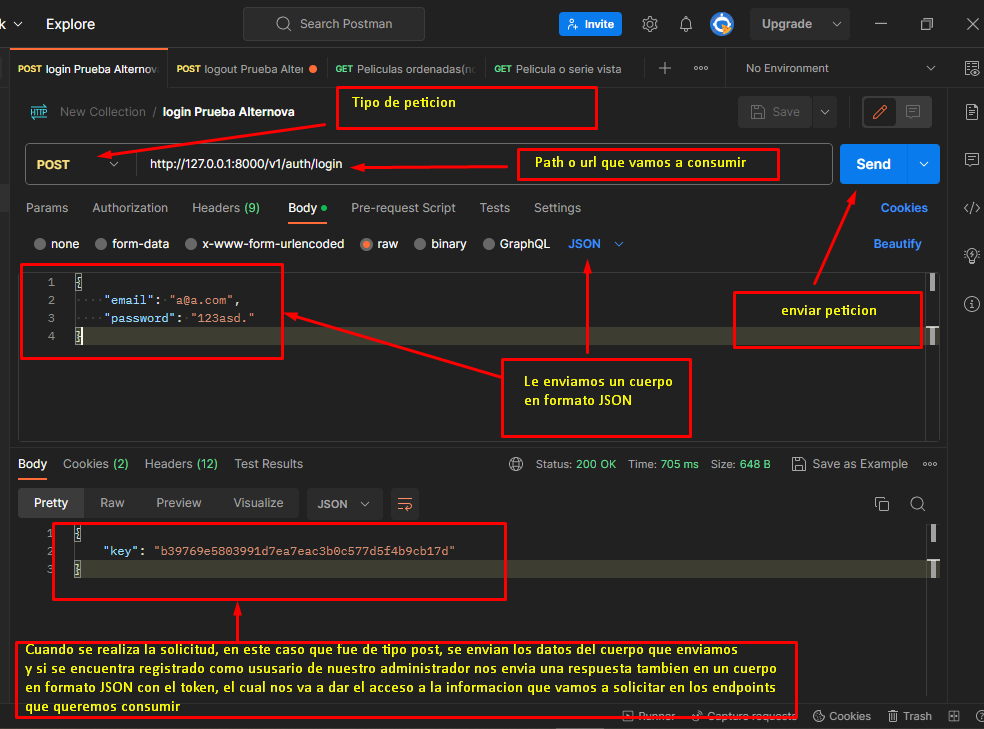 k Explore Search Postman Invite Upgrade
POST login Prueba Alternov POST logout Prueba Alter GET Peliculas ordenadas(no GET Pelicula o serie vista No Environment
HTTP New Collection / login Prueba Alternova Save
Tipo de peticion
POST http://127.0.0.1:8000/v1/auth/login Send
Path o url que vamos a consumir
Params Authorization Headers (9) Body Pre-request Script Tests Settings Cookies
none form-data x-www-form-urlencoded raw binary GraphQL JSON Beautify
1 {
2 "email": "a@a.com",
3 "password": "123asd."
4 }
enviar peticion
Le enviamos un cuerpo
en formato JSON
Body Cookies (2) Headers (12) Test Results Status: 200 OK Time: 705 ms Size: 648 B Save as Example
Pretty Raw Preview Visualize JSON
1 {
2 "key": "b39769e5803991d7ea7eac3b0c577d5f4b9cb17d"
3 }
Cuando se realiza la solicitud, en este caso que fue de tipo post, se envian los datos del cuerpo que enviamos
y si se encuentra registrado como ususario de nuestro administrador nos envia una respuesta tambien en un cuerpo
en formato JSON con el token, el cual nos va a dar el acceso a la informacion que vamos a solicitar en los endpoints
que queremos consumir
Runner Capture requests Cookies Trash